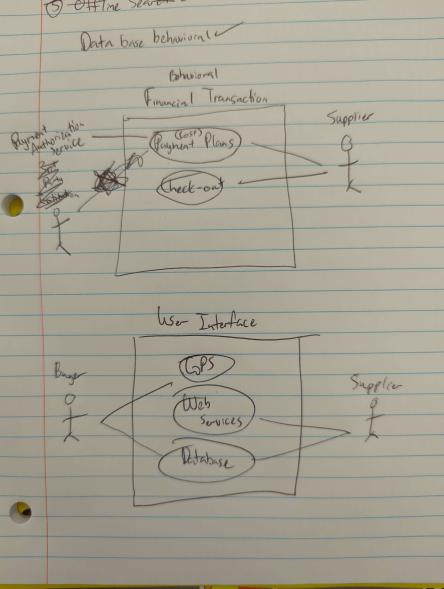 ⑤ Offline Search
Data base behavioral ✓
Behavioral
Financial Transaction
Supplier
Payment
Authorization
Service
(Cost)
Payment Plans
Check-out
User Interface
Buyer
GPS
Supplier
Web
Services
Database